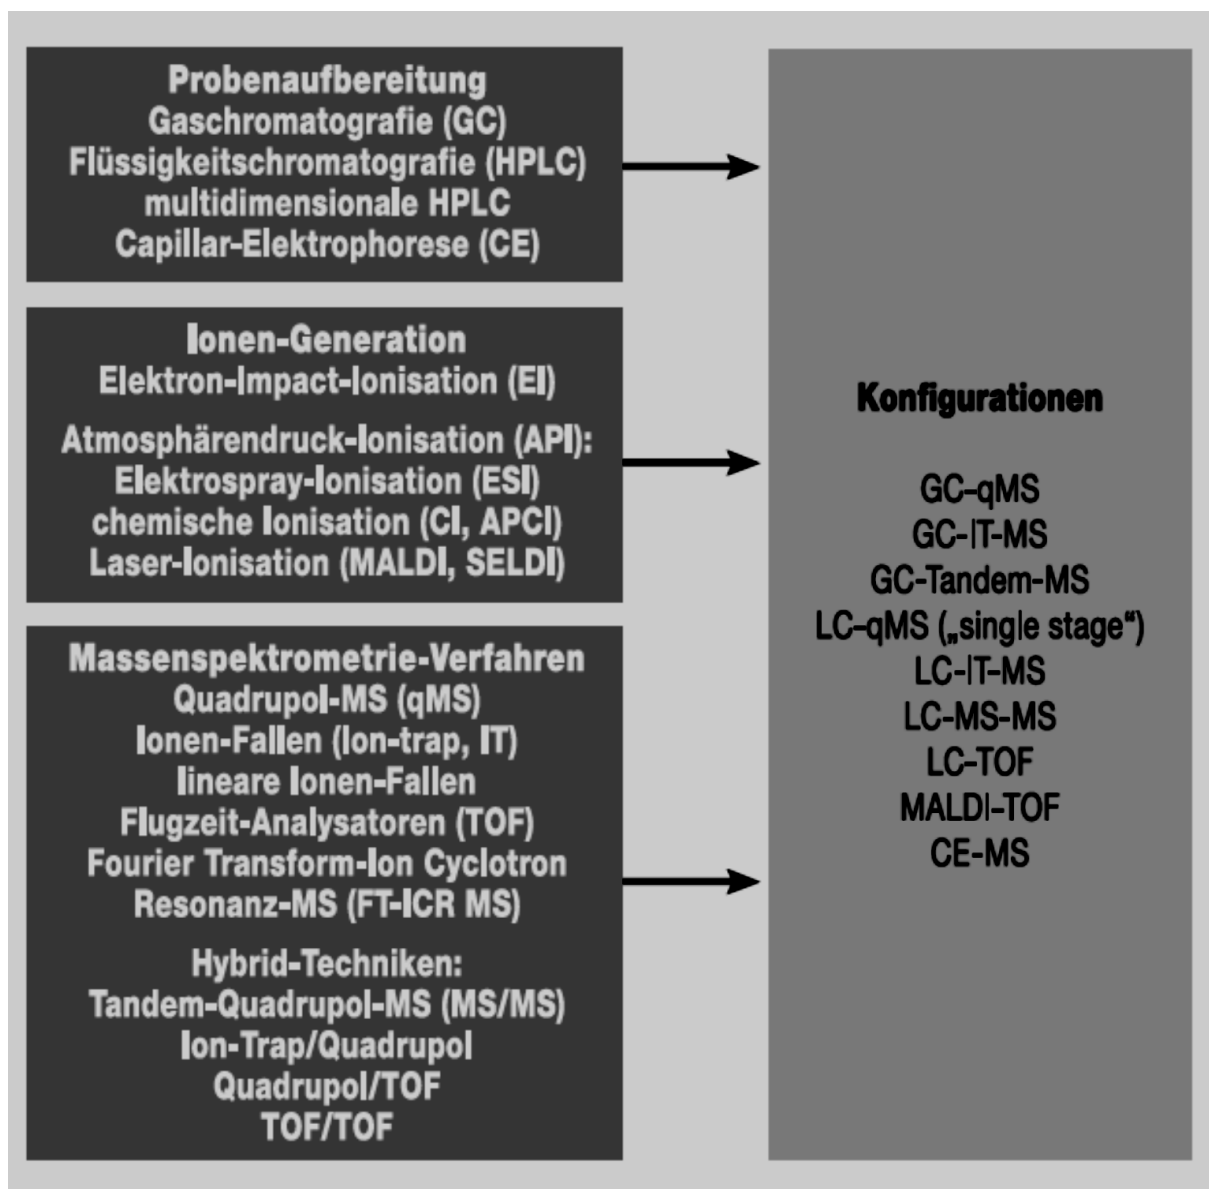 Probenaufbereitung
Gaschromatografie (GC)
Flüssigkeitschromatografie (HPLC)
multidimensionale HPLC
Capillar-Elektrophorese (CE)
Ionen-Generation
Elektron-Impact-Ionisation (EI)
Atmosphärendruck-Ionisation (API):
Elektrospray-Ionisation (ESI)
chemische Ionisation (CI, APCI)
Laser-Ionisation (MALDI, SELDI)
Massenspektrometrie-Verfahren
Quadrupol-MS (qMS)
Ionen-Fallen (Ion-trap, IT)
lineare Ionen-Fallen
Flugzeit-Analysatoren (TOF)
Fourier Transform-Ion Cyclotron
Resonanz-MS (FT-ICR MS)
Hybrid-Techniken:
Tandem-Quadrupol-MS (MS/MS)
Ion-Trap/Quadrupol
Quadrupol/TOF
TOF/TOF
Konfigurationen
GC-qMS
GC-IT-MS
GC-Tandem-MS
LC-qMS („single stage“)
LC-IT-MS
LC-MS-MS
LC-TOF
MALDI-TOF
CE-MS